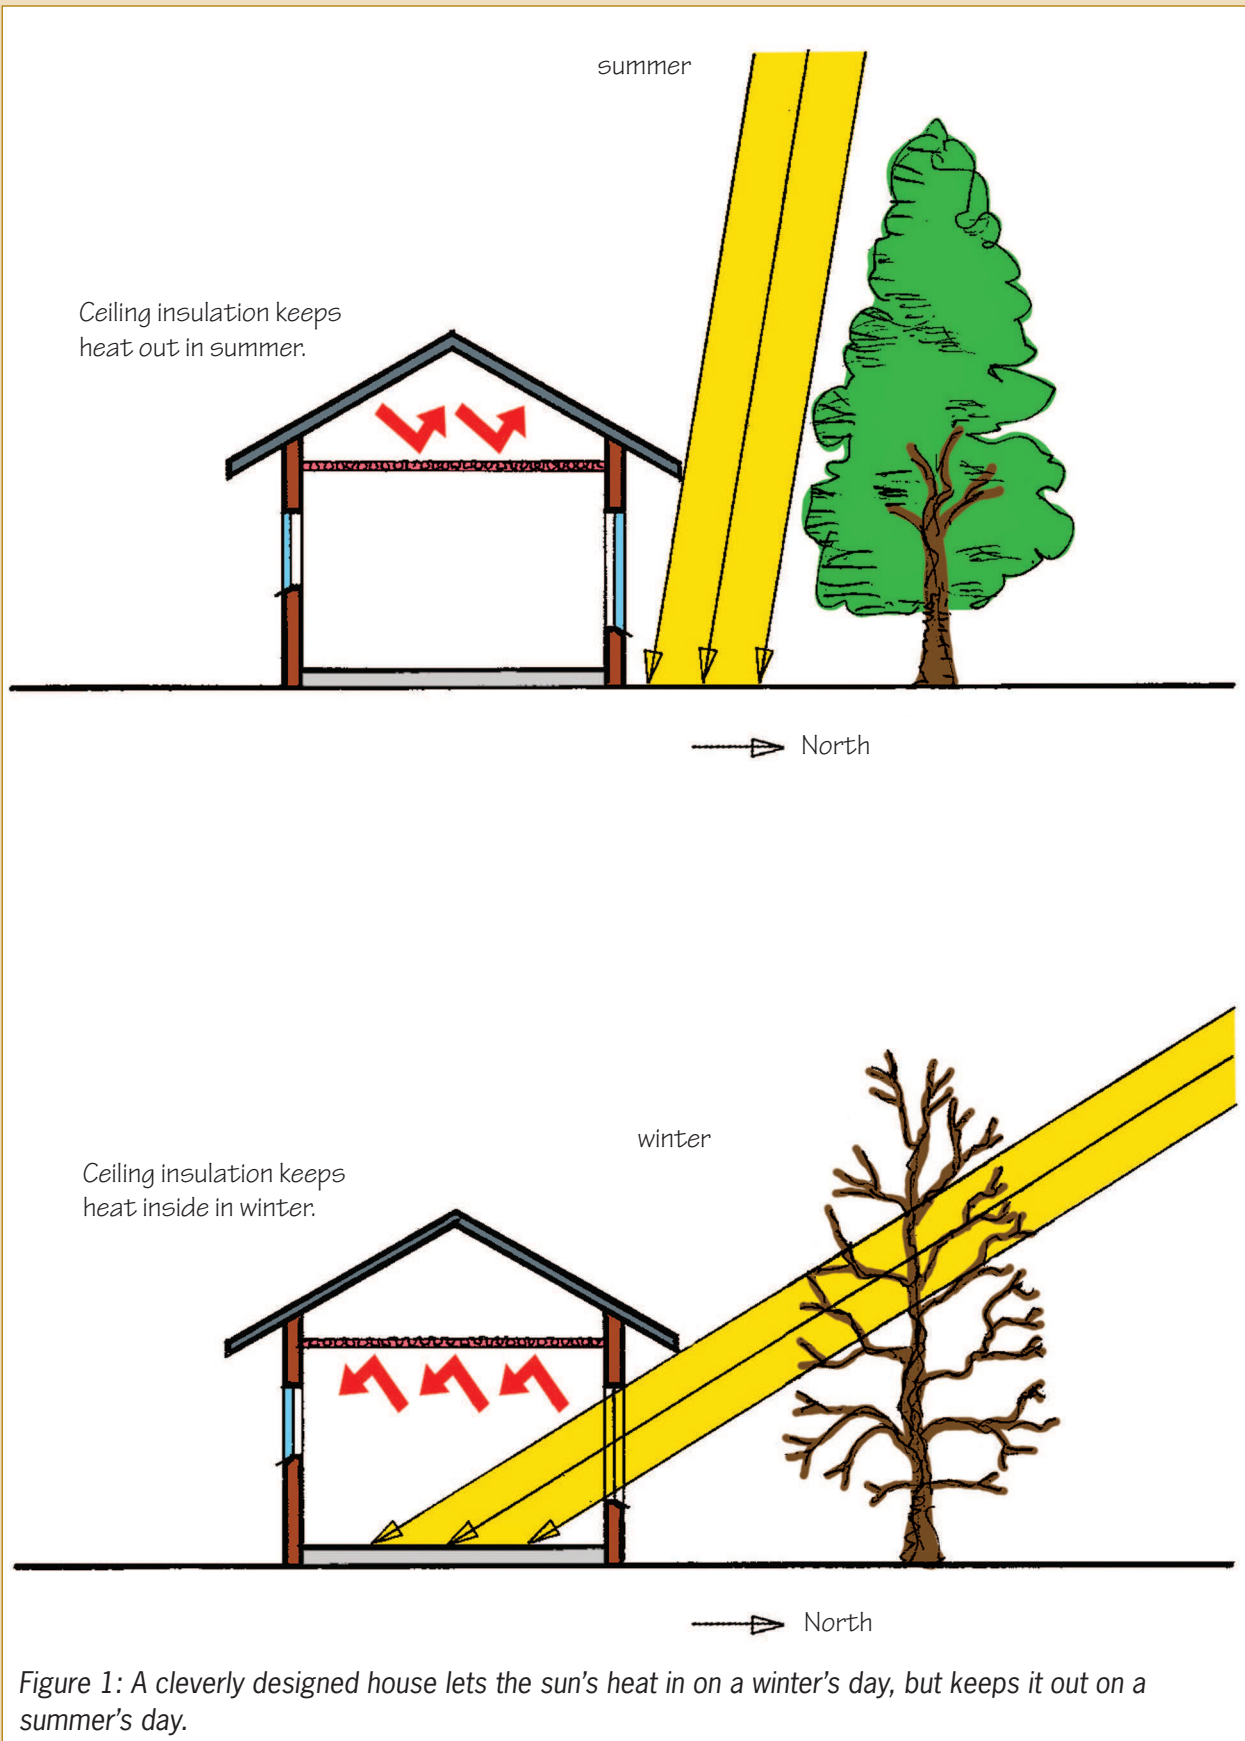 summer
Ceiling insulation keeps
heat out in summer.
North
winter
Ceiling insulation keeps
heat inside in winter.
North
Figure 1: A cleverly designed house lets the sun’s heat in on a winter’s day, but keeps it out on a
summer’s day.